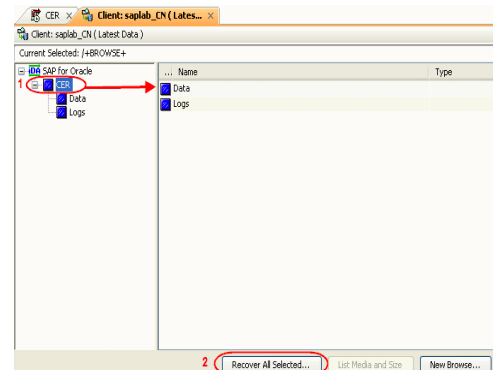 CER
Client: saplab_CN ( Lates...
Client: saplab_CN ( Latest Data )
Current Selected: /+BROWSE+
iDA SAP for Oracle
1 CER
Data
Logs
... Name Type
Data
Logs
2 Recover All Selected... List Media and Size New Browse...